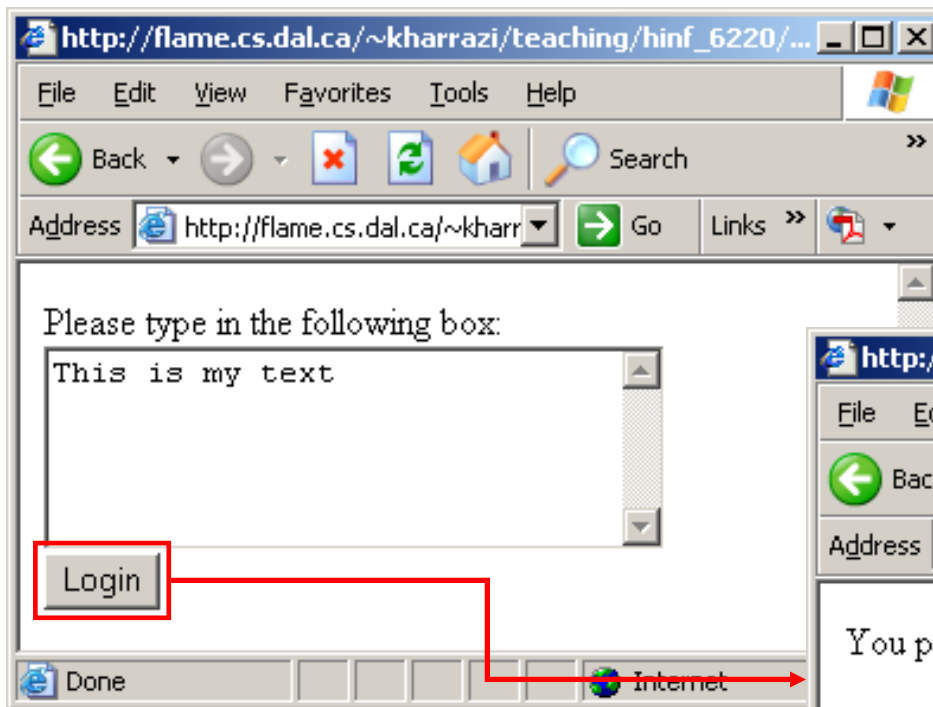 http://flame.cs.dal.ca/~kharrazi/teaching/hinf_6220/...
File Edit View Favorites Tools Help
Back Search »
Address http://flame.cs.dal.ca/~kharr Go Links »
Please type in the following box:
This is my text
Login
Done Internet
http:/
File
Bac
Address
You p